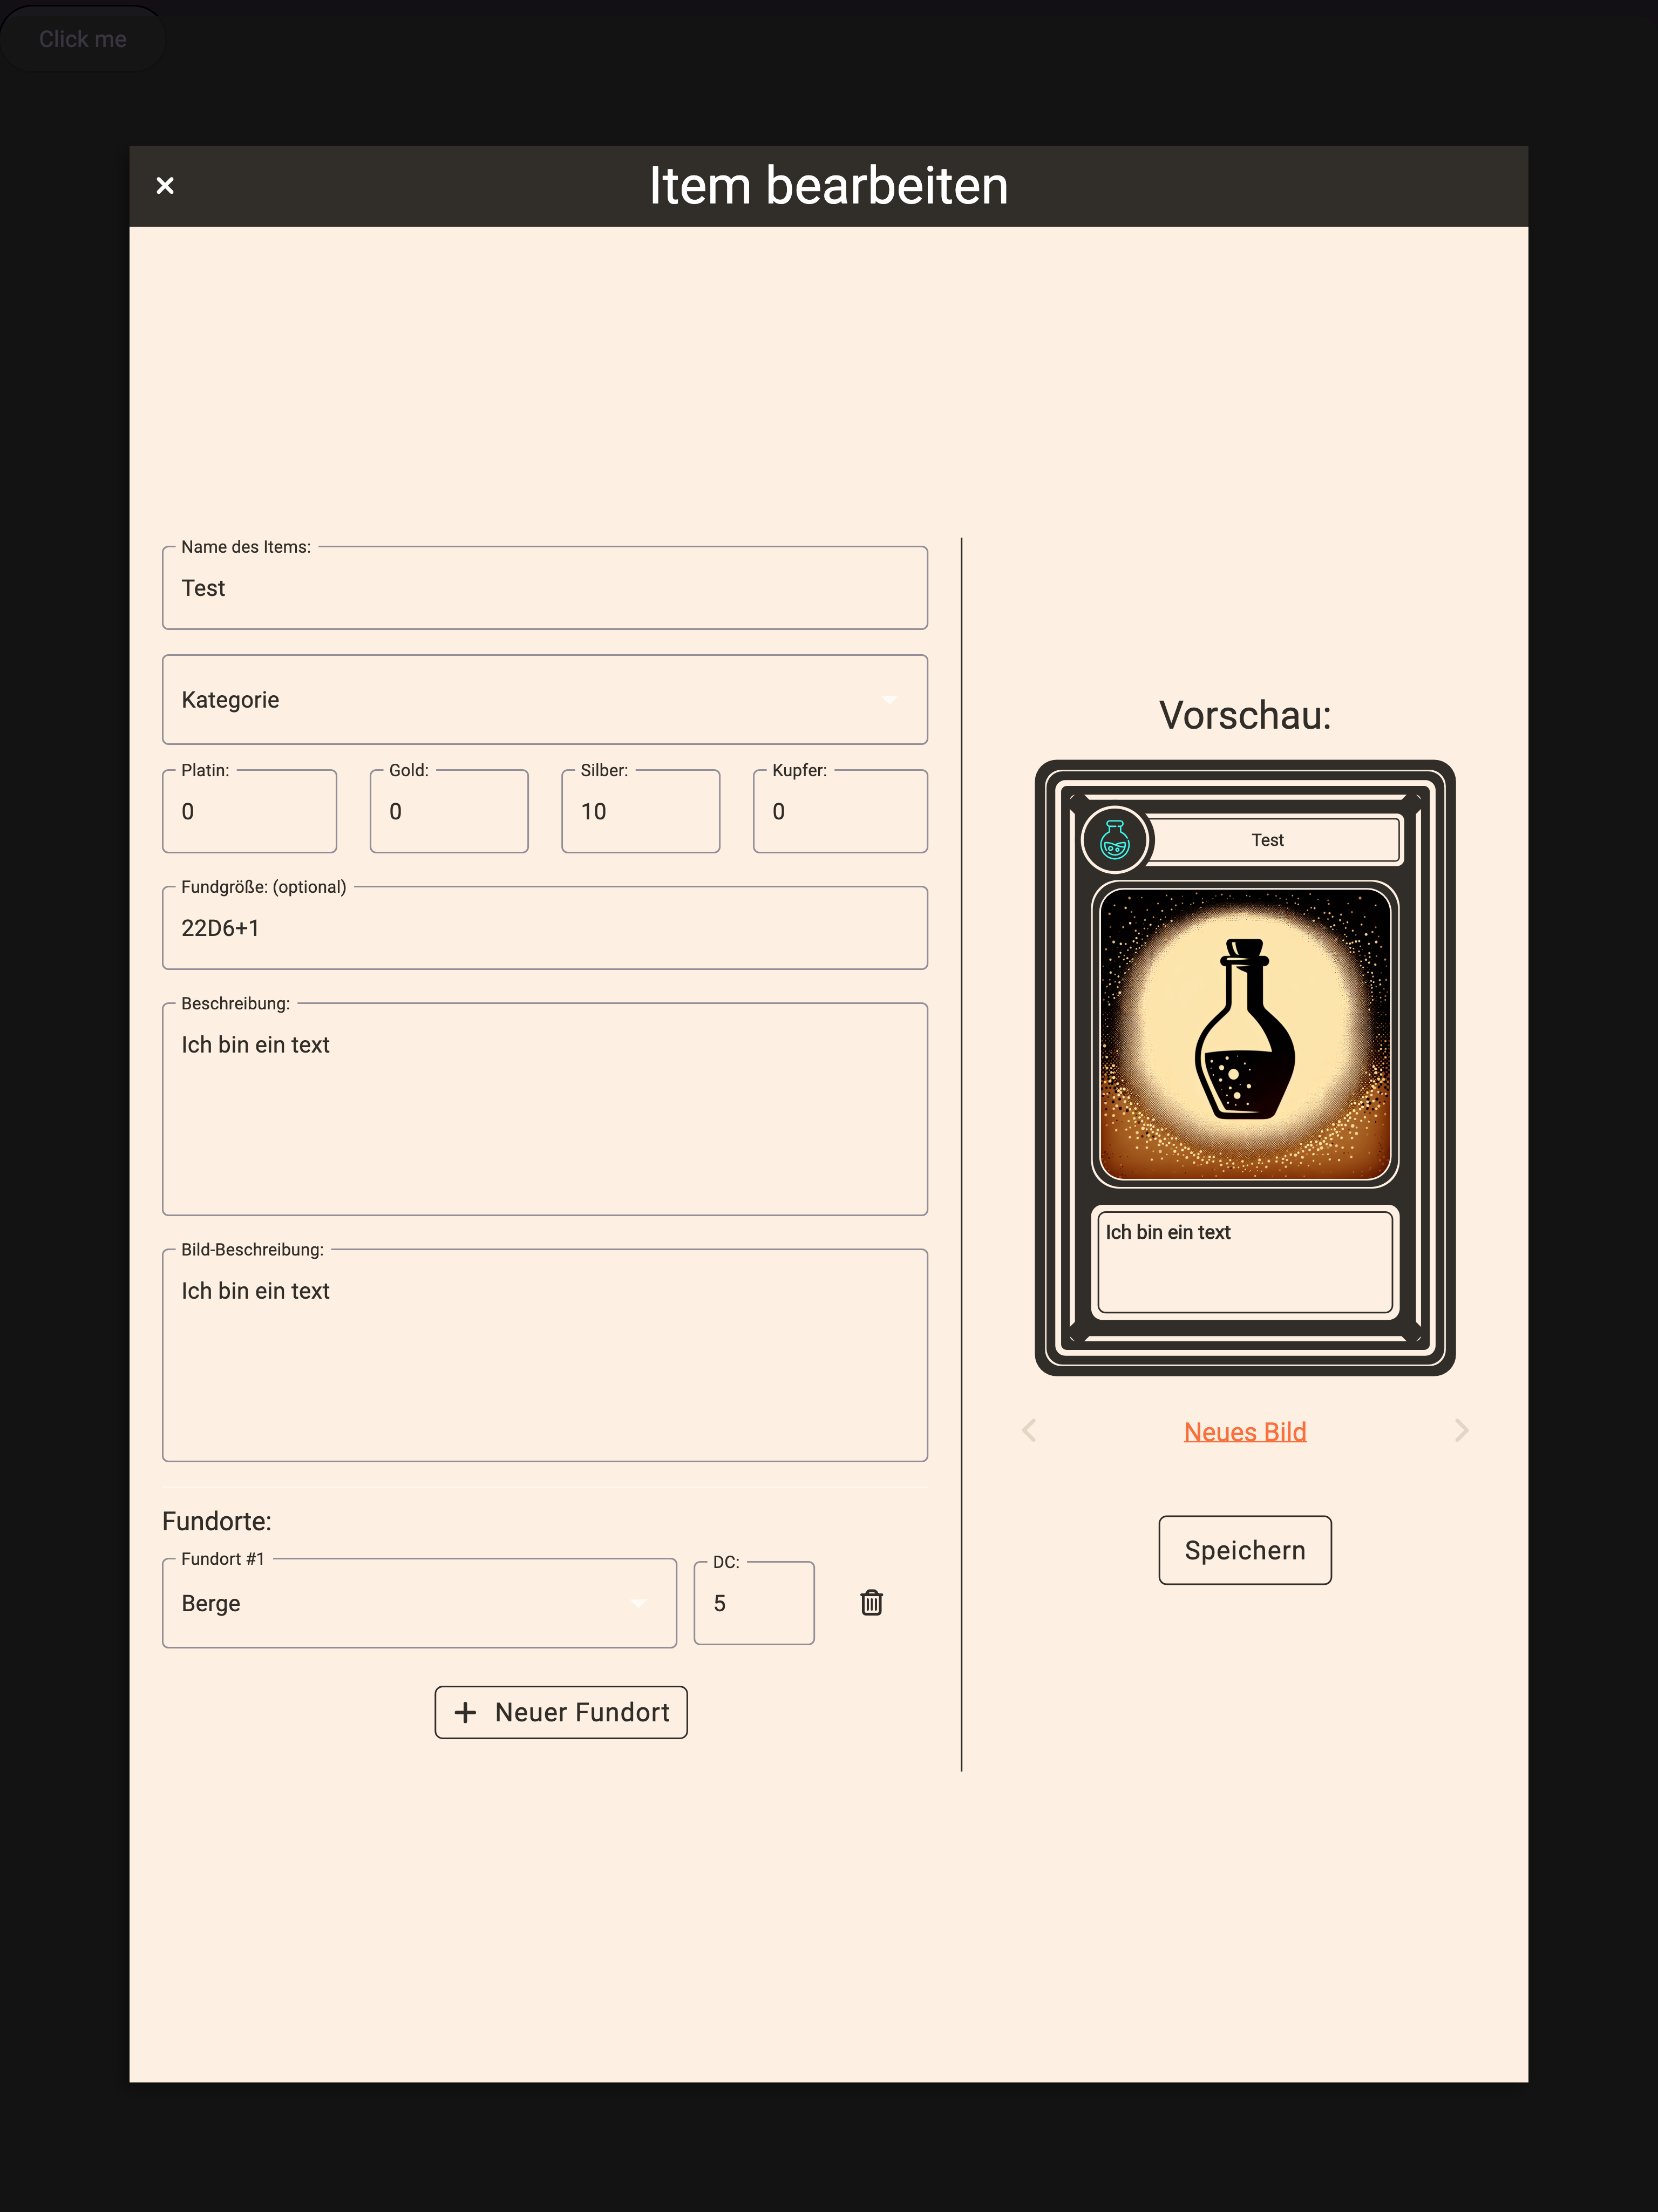 Click me
Item bearbeiten
Name des Items:
Test
Kategorie
Platin:
0
Gold:
0
Silber:
10
Kupfer:
0
Fundgröße: (optional)
22D6+1
Beschreibung:
Ich bin ein text
Bild-Beschreibung:
Ich bin ein text
Fundorte:
Fundort #1
Berge
DC:
5
Neuer Fundort
Vorschau:
Test
Ich bin ein text
Neues Bild
Speichern